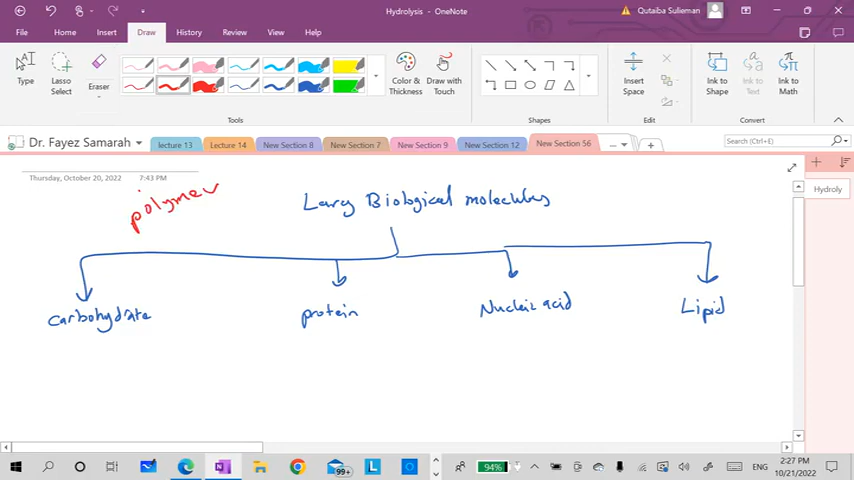 Hydrolysis - OneNote
Qutaiba Sulieman
File Home Insert Draw History Review View Help
Type
Lasso Select
Eraser
Color & Thickness
Draw with Touch
Insert Space
Ink to Shape
Ink to Text
Ink to Math
Tools Shapes Edit Convert
Dr. Fayez Samarah lecture 13 Lecture 14 New Section 8 New Section 7 New Section 9 New Section 12 New Section 56 Search (Ctrl+E)
Thursday, October 20, 2022 7:43 PM
Hydroly
polymer
Larg Biological molecules
carbohydrate protein Nucleic acid Lipid
99+
94%
ENG
2:27 PM
10/21/2022